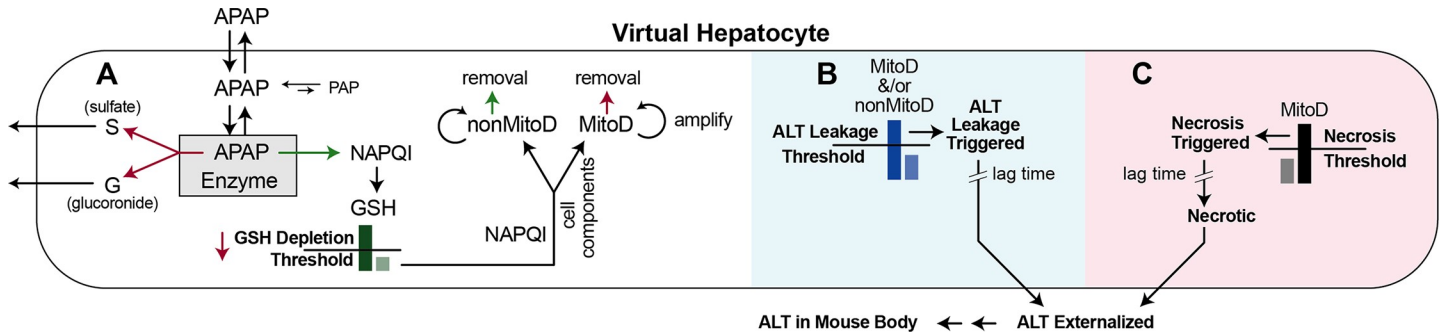 APAP
Virtual Hepatocyte
A
APAP
PAP
(sulfate)
S
APAP
Enzyme
G
(glucoronide)
NAPQI
GSH
GSH Depletion
Threshold
NAPQI
cell
components
removal
nonMitoD
removal
MitoD
amplify
B
MitoD
&/or
nonMitoD
ALT Leakage
Threshold
ALT
Leakage
Triggered
lag time
C
MitoD
Necrosis
Triggered
Necrosis
Threshold
lag time
Necrotic
ALT in Mouse Body
ALT Externalized